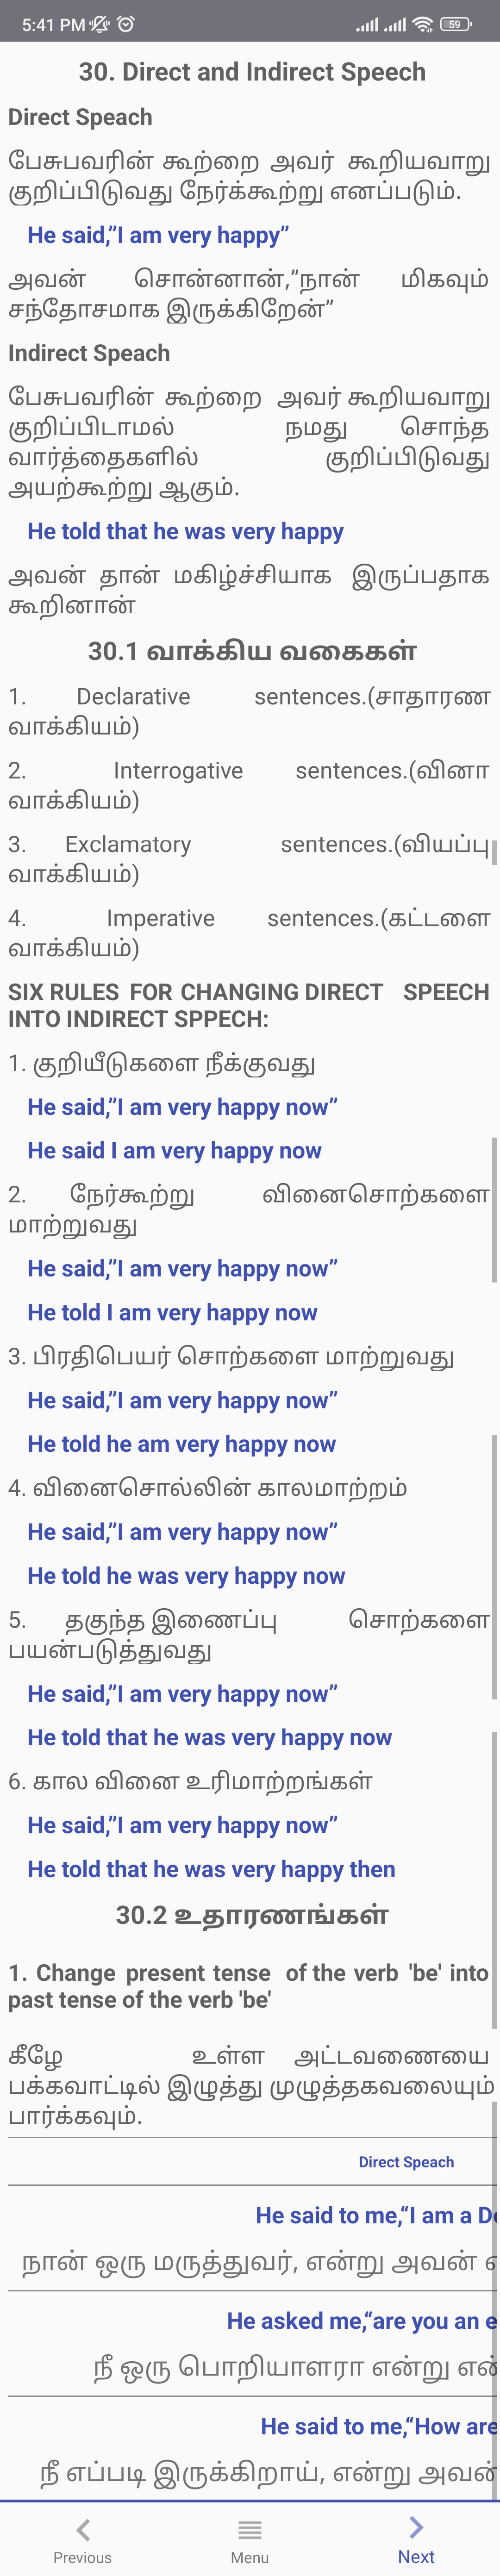 5:41 PM
59
30. Direct and Indirect Speech
Direct Speach
பேசுபவரின் கூற்றை அவர் கூறியவாறு
குறிப்பிடுவது நேர்க்கூற்று எனப்படும்.
He said,”I am very happy”
அவன் சொன்னான்,”நான் மிகவும்
சந்தோசமாக இருக்கிறேன்”
Indirect Speach
பேசுபவரின் கூற்றை அவர் கூறியவாறு
குறிப்பிடாமல் நமது சொந்த
வார்த்தைகளில் குறிப்பிடுவது
அயற்கூற்று ஆகும்.
He told that he was very happy
அவன் தான் மகிழ்ச்சியாக இருப்பதாக
கூறினான்
30.1 வாக்கிய வகைகள்
1. Declarative sentences.(சாதாரண
வாக்கியம்)
2. Interrogative sentences.(வினா
வாக்கியம்)
3. Exclamatory sentences.(வியப்பு
வாக்கியம்)
4. Imperative sentences.(கட்டளை
வாக்கியம்)
SIX RULES FOR CHANGING DIRECT SPEECH
INTO INDIRECT SPPECH:
1. குறியீடுகளை நீக்குவது
He said,”I am very happy now”
He said I am very happy now
2. நேர்கூற்று வினைசொற்களை
மாற்றுவது
He said,”I am very happy now”
He told I am very happy now
3. பிரதிபெயர் சொற்களை மாற்றுவது
He said,”I am very happy now”
He told he am very happy now
4. வினைசொல்லின் காலமாற்றம்
He said,”I am very happy now”
He told he was very happy now
5. தகுந்த இணைப்பு சொற்களை
பயன்படுத்துவது
He said,”I am very happy now”
He told that he was very happy now
6. கால வினை உரிமாற்றங்கள்
He said,”I am very happy now”
He told that he was very happy then
30.2 உதாரணங்கள்
1. Change present tense of the verb 'be' into
past tense of the verb 'be'
கீழே உள்ள அட்டவணையை
பக்கவாட்டில் இழுத்து முழுத்தகவலையும்
பார்க்கவும்.
Direct Speach
He said to me,“I am a D
நான் ஒரு மருத்துவர், என்று அவன்
He asked me,“are you an e
நீ ஒரு பொறியாளரா என்று என்
He said to me,“How are
நீ எப்படி இருக்கிறாய், என்று அவன்
Previous
Menu
Next